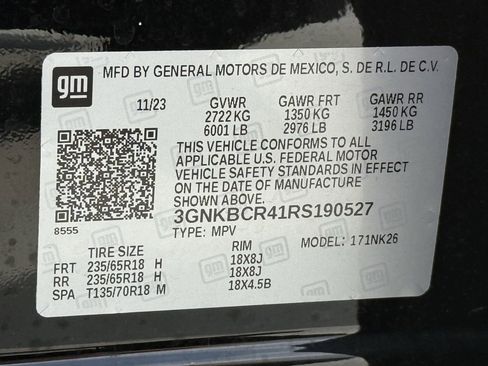 gm
MFD BY GENERAL MOTORS DE MEXICO, S. DE R.L. DE C.V.
11/23 GVWR GAWR FRT GAWR RR
2722 KG 1350 KG 1450 KG
6001 LB 2976 LB 3196 LB
THIS VEHICLE CONFORMS TO ALL
APPLICABLE U.S. FEDERAL MOTOR
VEHICLE SAFETY STANDARDS IN EFFECT
ON THE DATE OF MANUFACTURE
SHOWN ABOVE.
8555
3GNKBCR41RS190527
TYPE: MPV MODEL: 171NK26
TIRE SIZE RIM
FRT 235/65R18 H 18X8J
RR 235/65R18 H 18X8J
SPA T135/70R18 M 18X4.5B